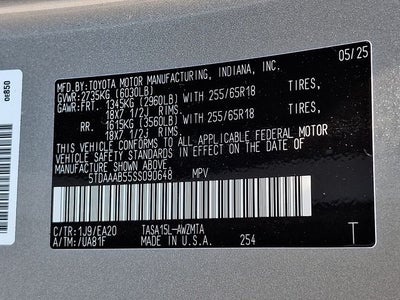 MFD. BY: TOYOTA MOTOR MANUFACTURING, INDIANA, INC. 05/25
GVWR: 2735KG (6030LB)
GAWR: FRT. 1345KG (2960LB) WITH 255/65R18 TIRES,
18X7 1/2J RIMS.
RR. 1615KG (3560LB) WITH 255/65R18 TIRES,
18X7 1/2J RIMS.
THIS VEHICLE CONFORMS TO ALL APPLICABLE FEDERAL MOTOR
VEHICLE SAFETY STANDARDS IN EFFECT ON THE DATE OF
MANUFACTURE SHOWN ABOVE.
5TDAAAB55SS090648 MPV
C/TR: 1J9/EA20 TASA15L-AWZMTA
A/TM: /UA81F MADE IN U.S.A. 254 T